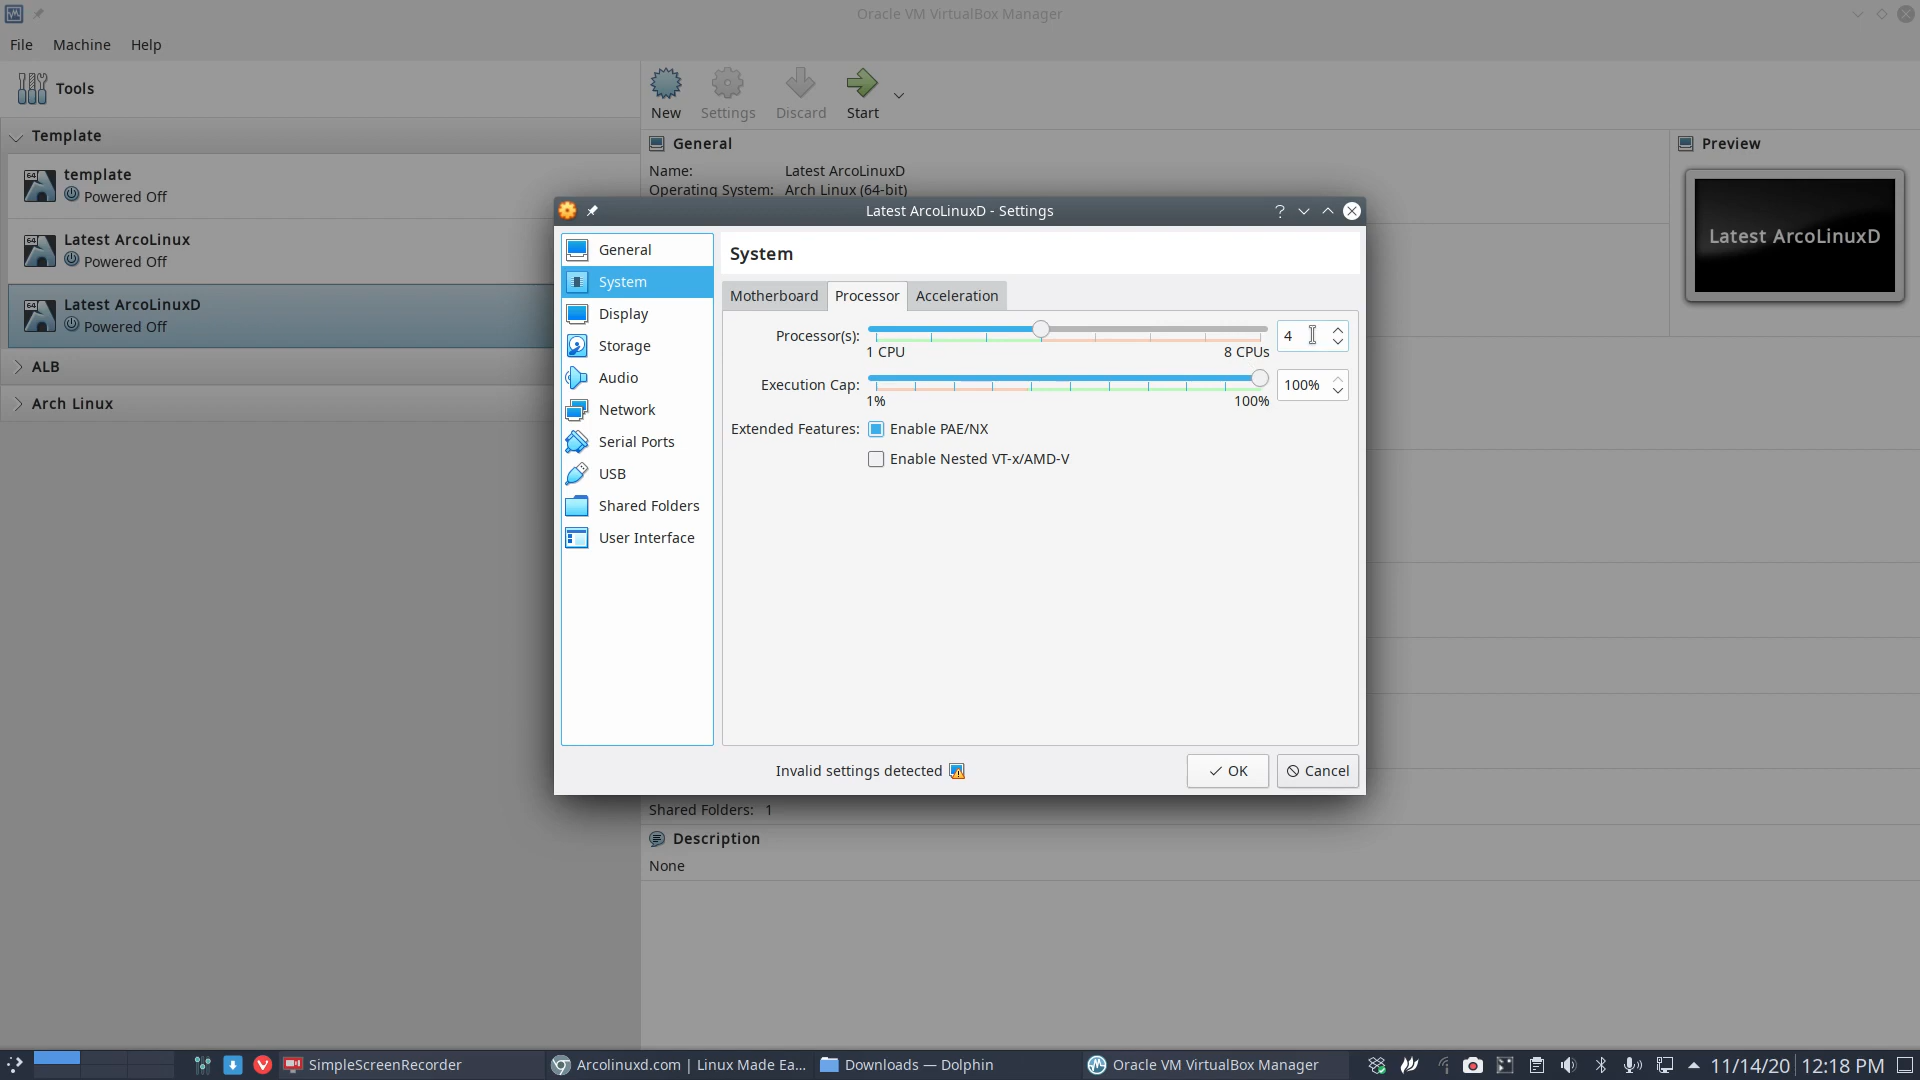 Oracle VM VirtualBox Manager
File Machine Help
Tools
New Settings Discard Start
Template
template
Powered Off
Latest ArcoLinux
Powered Off
Latest ArcoLinuxD
Powered Off
ALB
Arch Linux
General
Name: Latest ArcoLinuxD
Operating System: Arch Linux (64-bit)
Preview
Latest ArcoLinuxD
Latest ArcoLinuxD - Settings
General
System
Display
Storage
Audio
Network
Serial Ports
USB
Shared Folders
User Interface
System
Motherboard Processor Acceleration
Processor(s): 4
1 CPU 8 CPUs
Execution Cap: 100%
1% 100%
Extended Features: Enable PAE/NX
Enable Nested VT-x/AMD-V
Invalid settings detected OK Cancel
Shared Folders: 1
Description
None
SimpleScreenRecorder Arcolinuxd.com | Linux Made Ea... Downloads — Dolphin Oracle VM VirtualBox Manager 11/14/20 12:18 PM